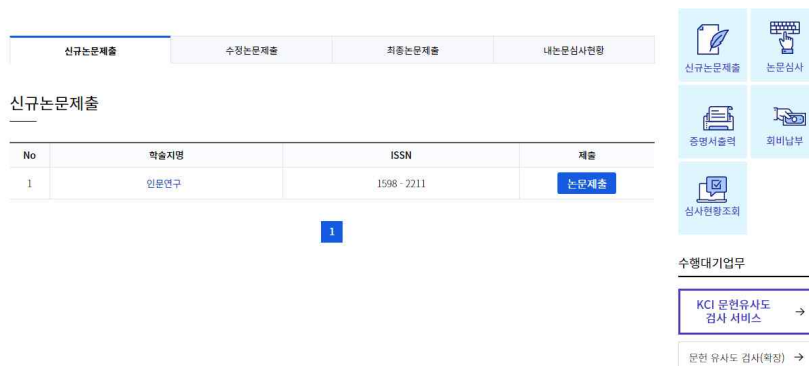 신규논문제출 수정논문제출 최종논문제출 내논문심사현황
신규논문제출
No 학술지명 ISSN 제출
1 인문연구 1598 - 2211 논문제출
1
신규논문제출 논문심사
증명서출력 회비납부
심사현황조회
수행대기업무
KCI 문헌유사도
검사 서비스 →
문헌 유사도 검사(확장) →